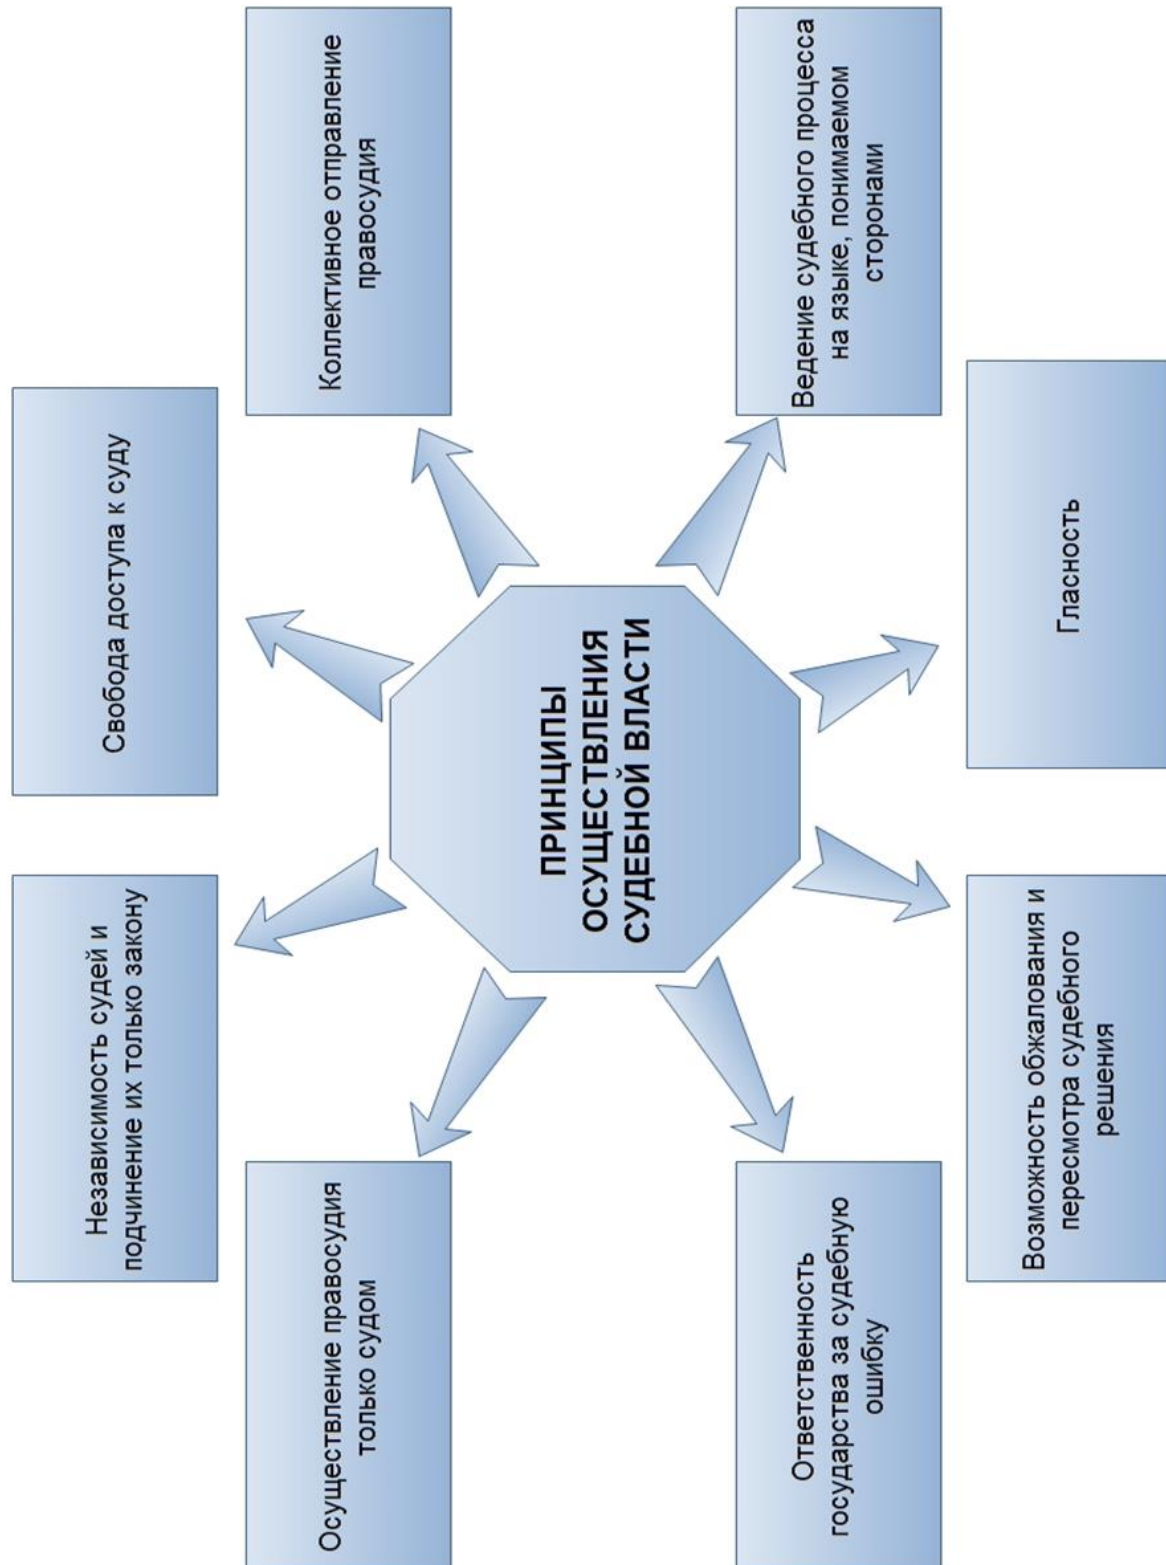 Независимость судей и
подчинение их только закону
Свобода доступа к суду
Осуществление правосудия
только судом
Коллективное отправление
правосудия
ПРИНЦИПЫ
ОСУЩЕСТВЛЕНИЯ
СУДЕБНОЙ ВЛАСТИ
Ответственность
государства за судебную
ошибку
Ведение судебного процесса
на языке, понимаемом
сторонами
Возможность обжалования и
пересмотра судебного
решения
Гласность